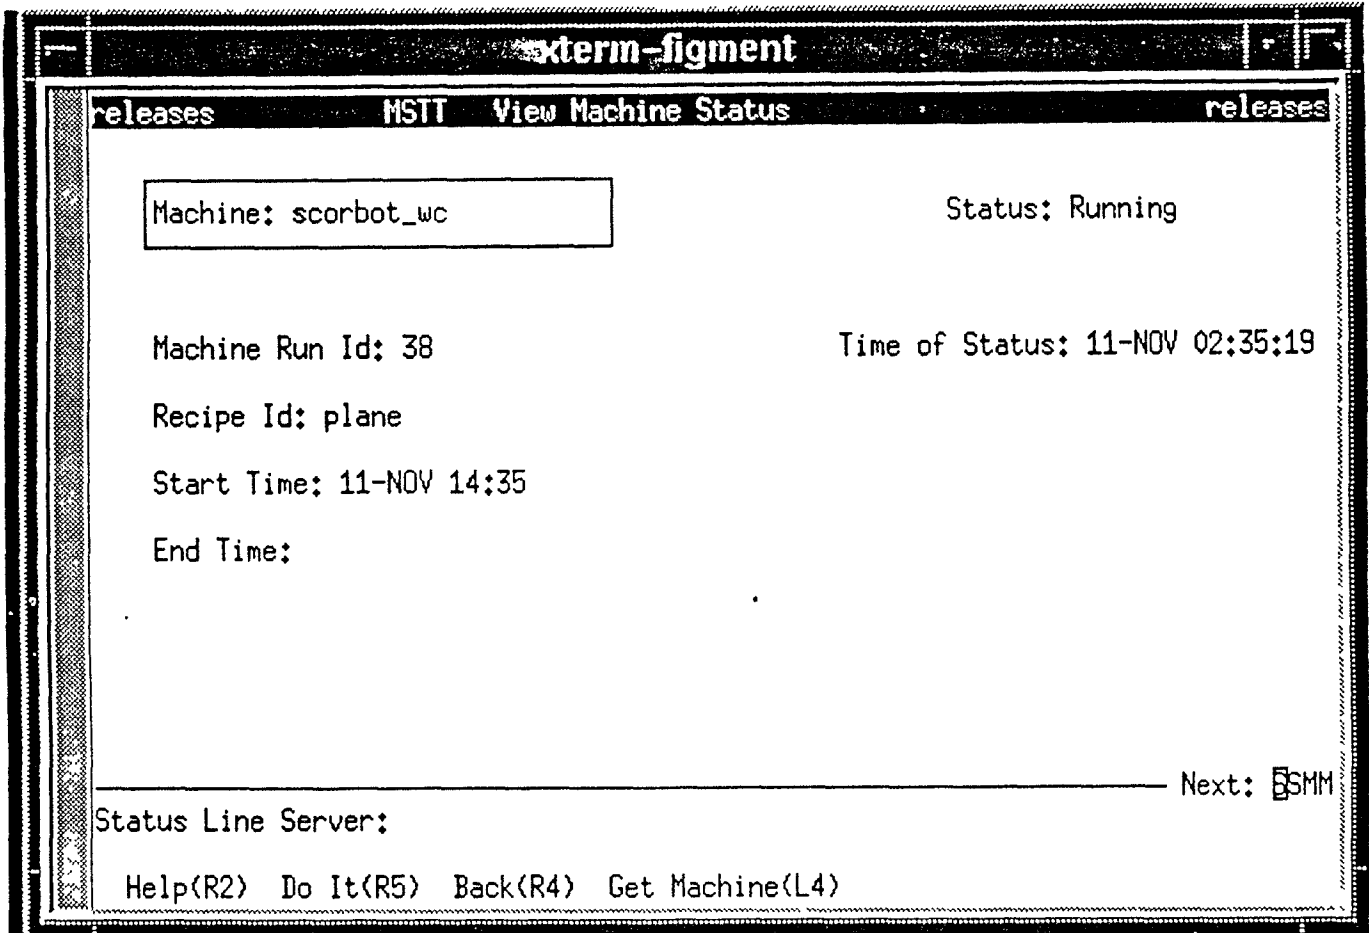 xterm-figment
releases MSTT View Machine Status releases
Machine: scorbot_wc Status: Running
Machine Run Id: 38 Time of Status: 11-NOV 02:35:19
Recipe Id: plane
Start Time: 11-NOV 14:35
End Time:
Next: SSMM
Status Line Server:
Help(R2) Do It(R5) Back(R4) Get Machine(L4)